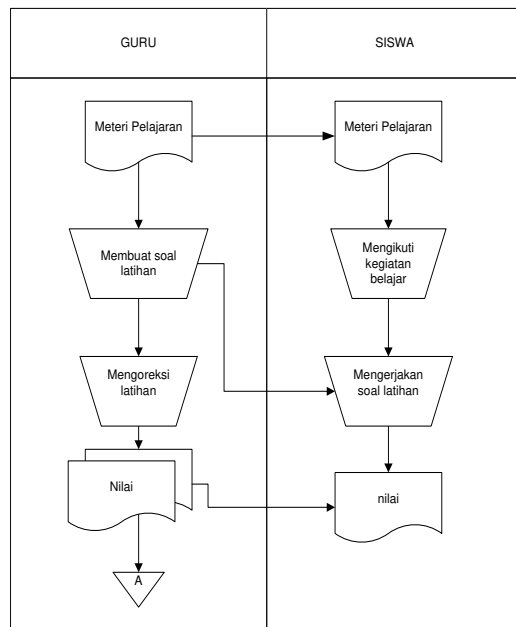 GURU
SISWA
Meteri Pelajaran
Meteri Pelajaran
Membuat soal
latihan
Mengikuti
kegiatan
belajar
Mengoreksi
latihan
Mengerjakan
soal latihan
Nilai
nilai
A